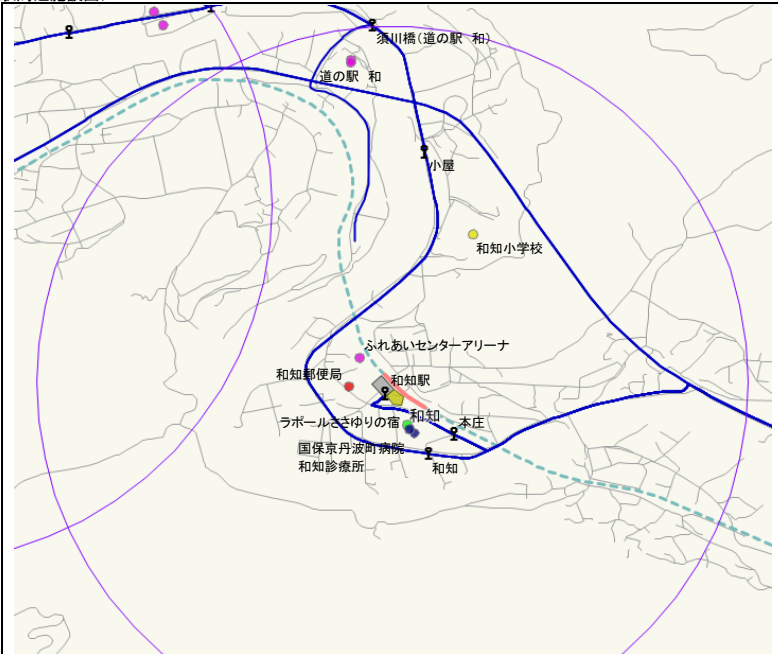 須川橋(道の駅 和)
道の駅 和
小屋
和知小学校
ふれあいセンターアリーナ
和知郵便局
和知駅
和知
ラポールささゆりの宿
本庄
国保京丹波町病院
和知診療所
和知